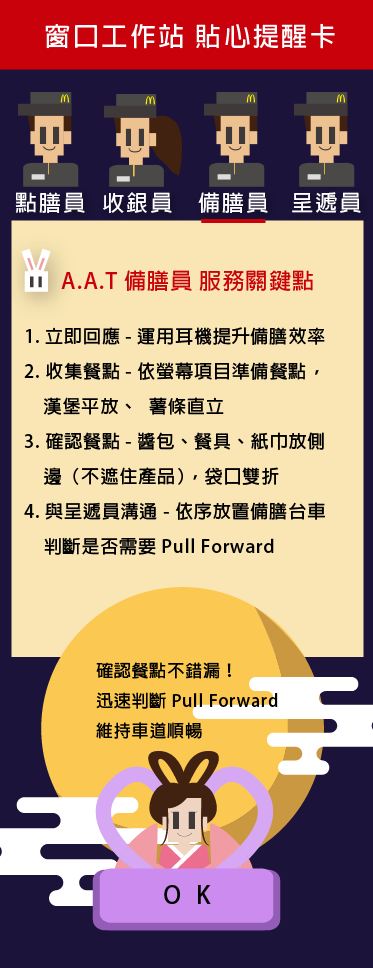 窗口工作站 貼心提醒卡
點膳員 收銀員 備膳員 呈遞員
A.A.T 備膳員 服務關鍵點
1. 立即回應 - 運用耳機提升備膳效率
2. 收集餐點 - 依螢幕項目準備餐點，
漢堡平放、 薯條直立
3. 確認餐點 - 醬包、餐具、紙巾放側
邊（不遮住產品），袋口雙折
4. 與呈遞員溝通 - 依序放置備膳台車
判斷是否需要 Pull Forward
確認餐點不錯漏！
迅速判斷 Pull Forward
維持車道順暢
O K